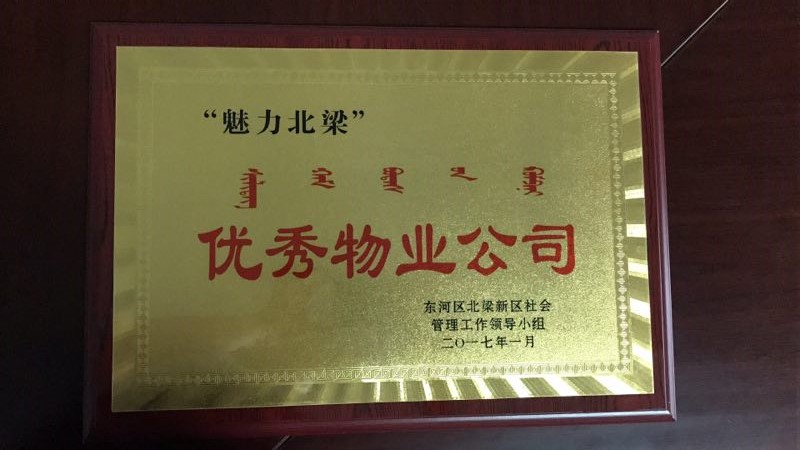 “魅力北梁”
优秀物业公司
东河区北梁新区社会
管理工作领导小组
二〇一七年一月